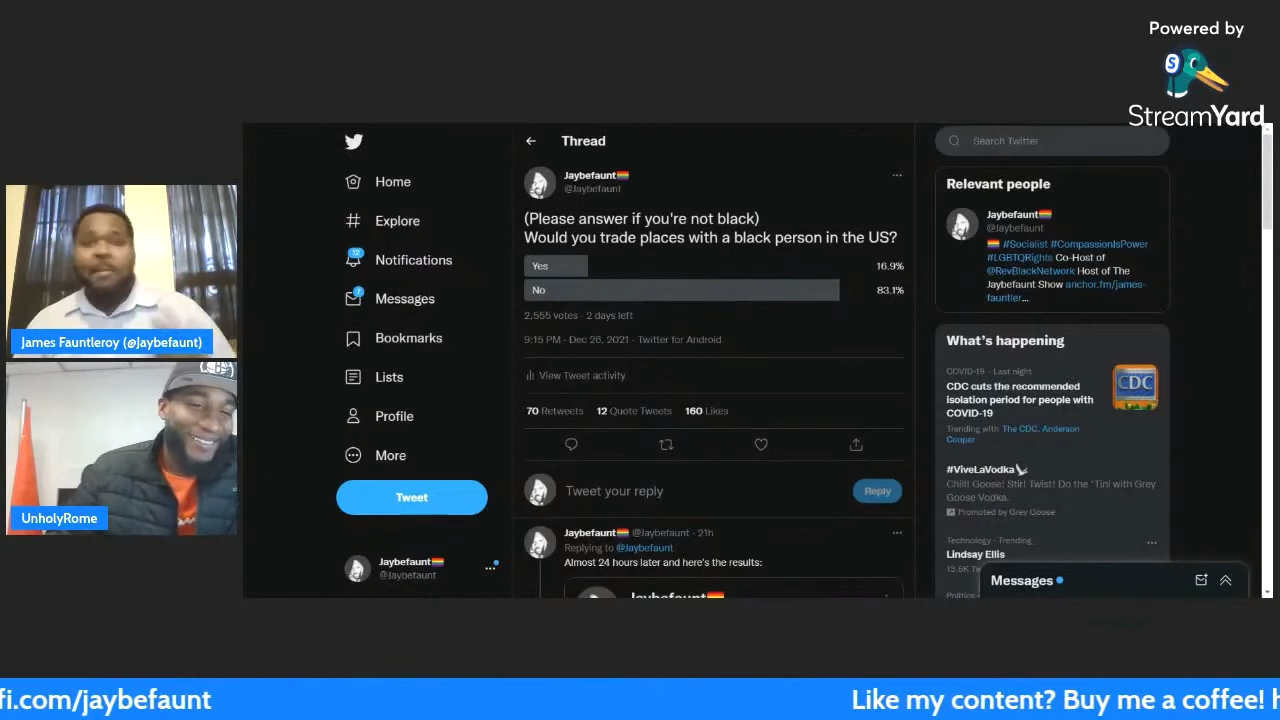 Powered by
StreamYard
Thread
Search Twitter
Home
Explore
12
Notifications
7
Messages
Bookmarks
Lists
Profile
More
Tweet
Jaybefaunt
@Jaybefaunt
Jaybefaunt
@Jaybefaunt
(Please answer if you're not black)
Would you trade places with a black person in the US?
Yes 16.9%
No 83.1%
2,555 votes · 2 days left
9:15 PM · Dec 26, 2021 · Twitter for Android
View Tweet activity
70 Retweets 12 Quote Tweets 160 Likes
Tweet your reply
Reply
Jaybefaunt @Jaybefaunt · 21h
Replying to @Jaybefaunt
Almost 24 hours later and here's the results:
Jaybefaunt
Relevant people
Jaybefaunt
@Jaybefaunt
#Socialist #CompassionIsPower
#LGBTQRights Co-Host of
@RevBlackNetwork Host of The
Jaybefaunt Show anchor.fm/james-
fauntler...
What's happening
COVID-19 · Last night
CDC cuts the recommended
isolation period for people with
COVID-19
CDC
Trending with The CDC, Anderson
Cooper
#ViveLaVodka
Chill! Goose! Stir! Twist! Do the 'Tini with Grey
Goose Vodka.
Promoted by Grey Goose
Technology · Trending
Lindsay Ellis
13.5K
Messages
James Fauntleroy (@Jaybefaunt)
UnholyRome
fi.com/jaybefaunt
Like my content? Buy me a coffee! h